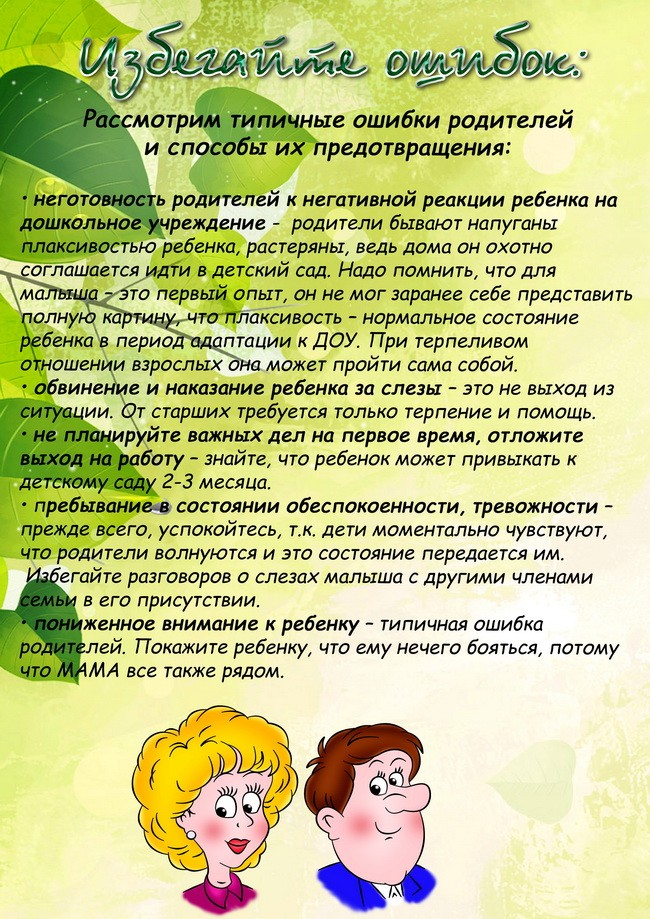 Избегайте ошибок:
Рассмотрим типичные ошибки родителей
и способы их предотвращения:
• неготовность родителей к негативной реакции ребенка на
дошкольное учреждение - родители бывают напуганы
плаксивостью ребенка, растеряны, ведь дома он охотно
соглашается идти в детский сад. Надо помнить, что для
малыша – это первый опыт, он не мог заранее себе представить
полную картину, что плаксивость – нормальное состояние
ребенка в период адаптации к ДОУ. При терпеливом
отношении взрослых она может пройти сама собой.
• обвинение и наказание ребенка за слезы – это не выход из
ситуации. От старших требуется только терпение и помощь.
• не планируйте важных дел на первое время, отложите
выход на работу – знайте, что ребенок может привыкать к
детскому саду 2-3 месяца.
• пребывание в состоянии обеспокоенности, тревожности –
прежде всего, успокойтесь, т.к. дети моментально чувствуют,
что родители волнуются и это состояние передается им.
Избегайте разговоров о слезах малыша с другими членами
семьи в его присутствии.
• пониженное внимание к ребенку – типичная ошибка
родителей. Покажите ребенку, что ему нечего бояться, потому
что МАМА все также рядом.